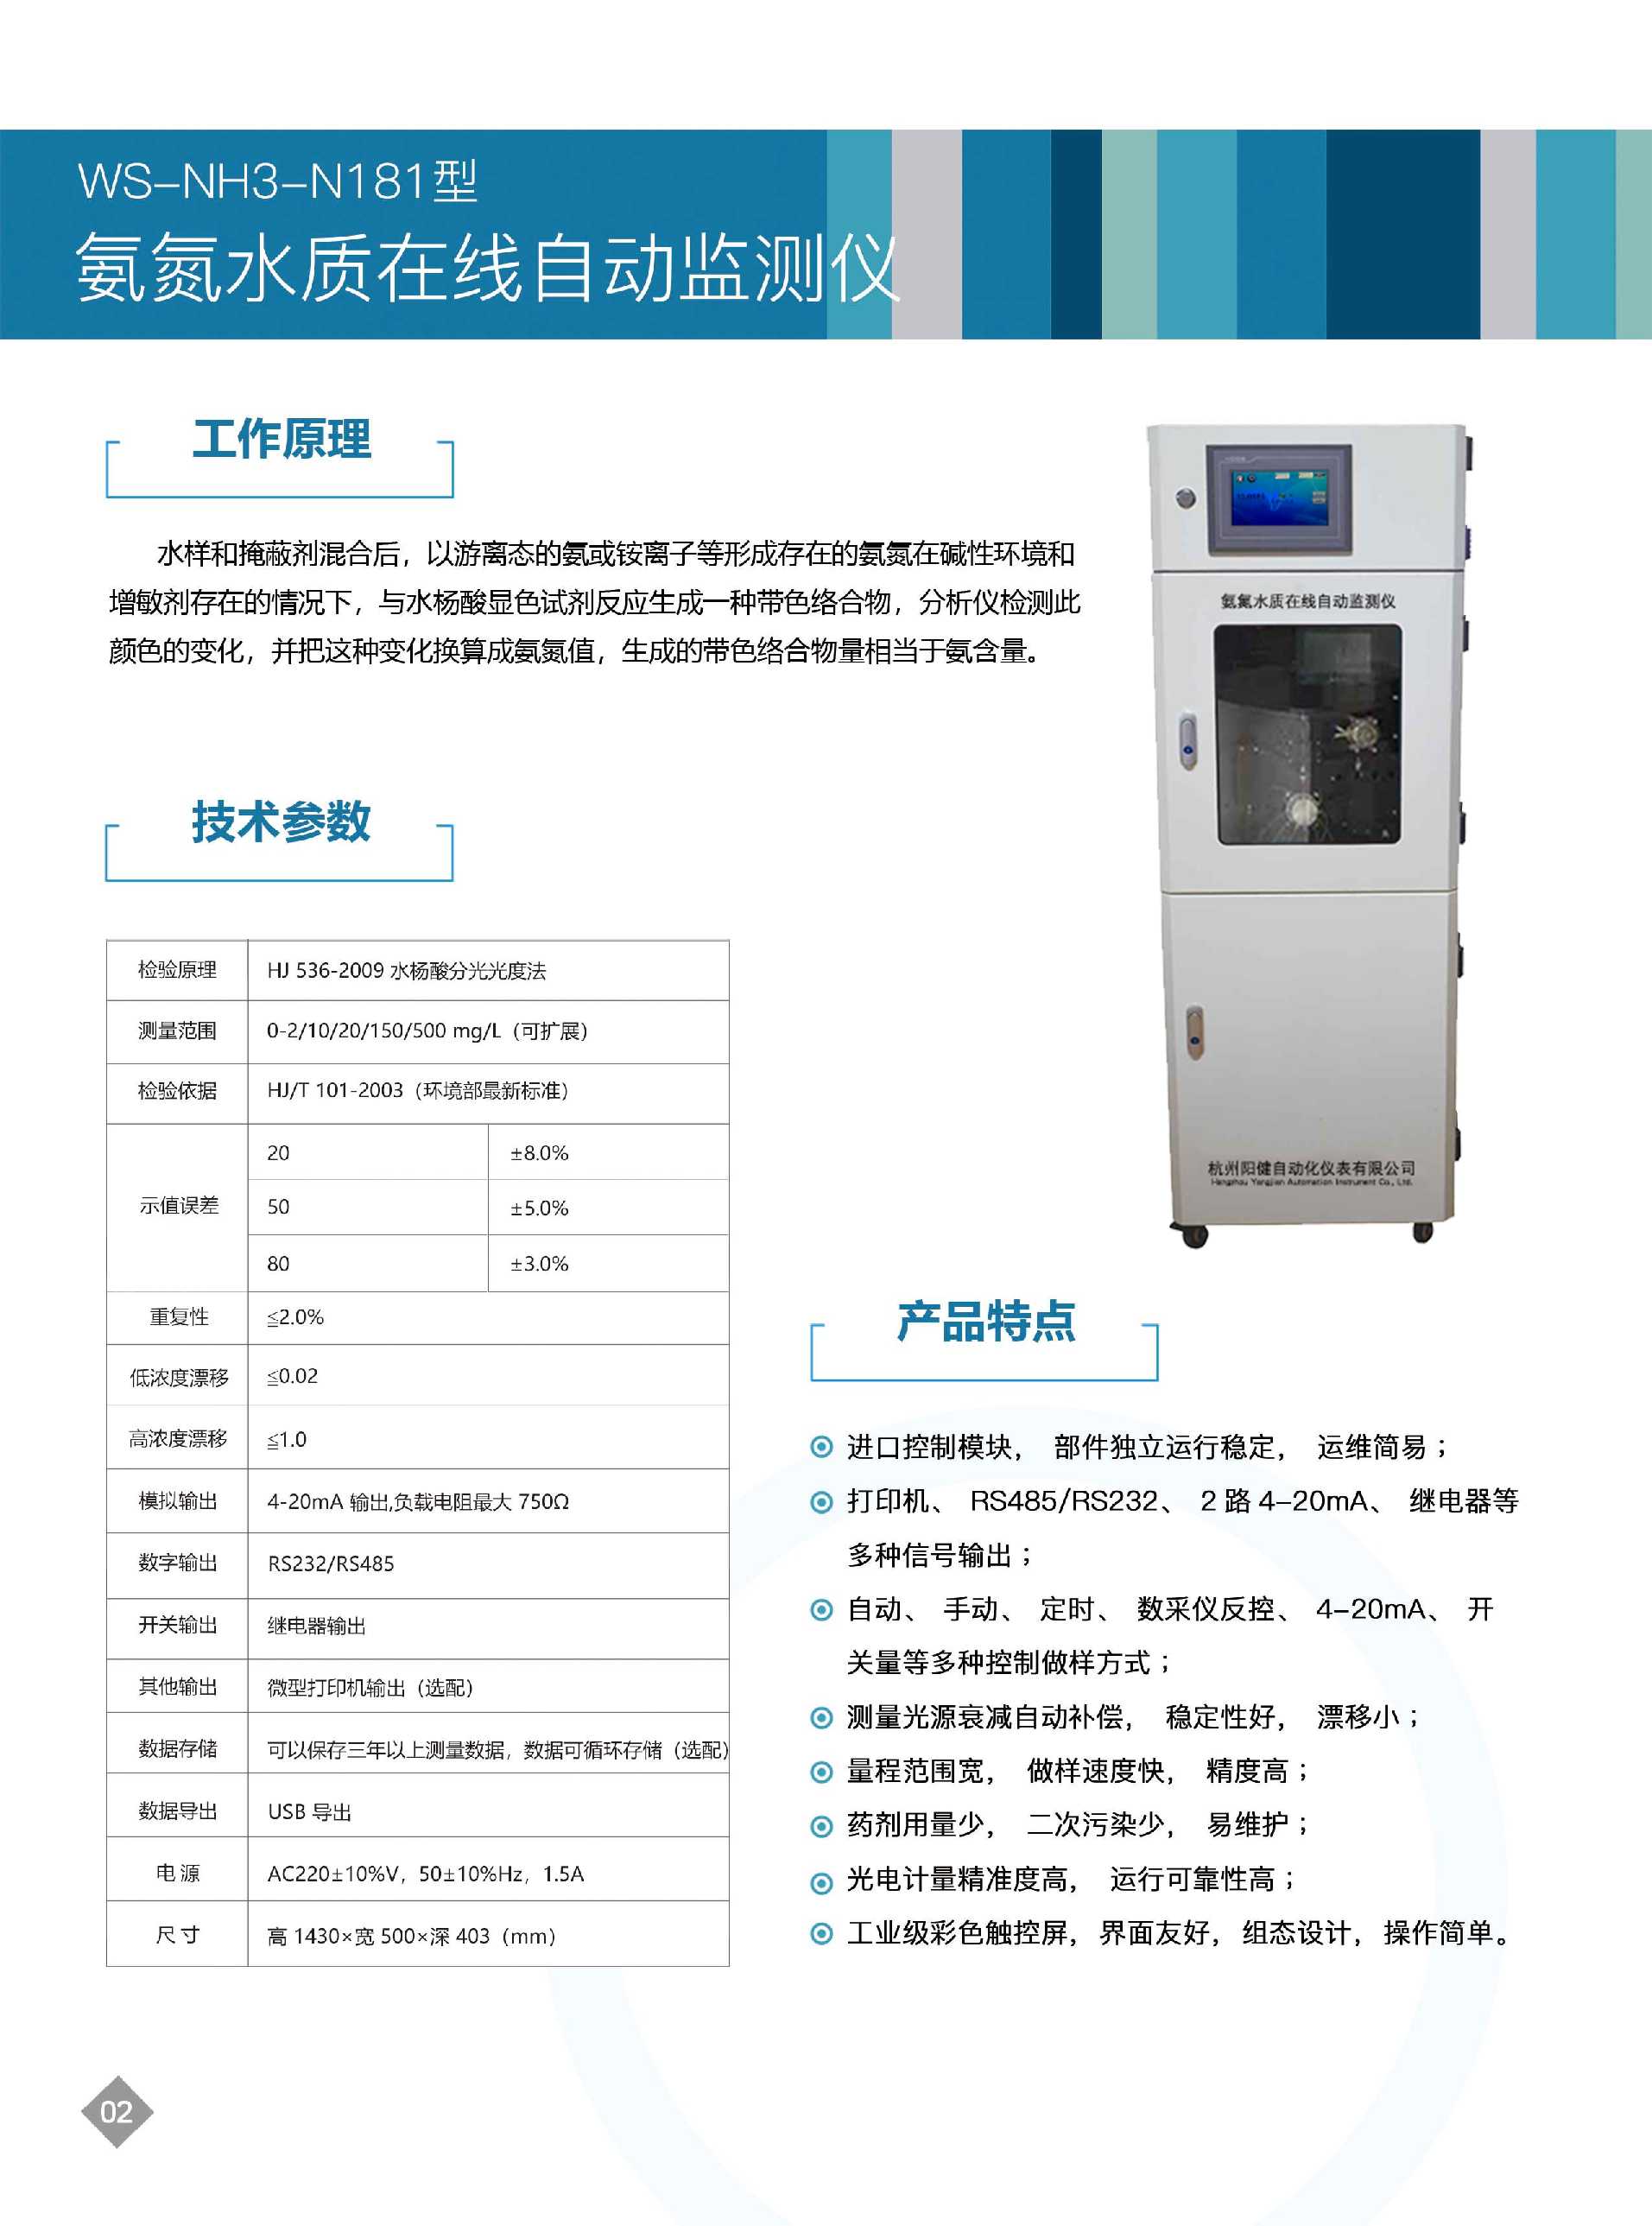 WS-NH3-N181型
氨氮水质在线自动监测仪
工作原理
水样和掩蔽剂混合后，以游离态的氨或铵离子等形成存在的氨氮在碱性环境和
增敏剂存在的情况下，与水杨酸显色试剂反应生成一种带色络合物，分析仪检测此
颜色的变化，并把这种变化换算成氨氮值，生成的带色络合物量相当于氨含量。
氨氮水质在线自动监测仪
杭州阳健自动化仪表有限公司
Hangzhou Yangjian Automation Instrument Co., Ltd.
技术参数
检验原理 HJ 536-2009 水杨酸分光光度法
测量范围 0-2/10/20/150/500 mg/L（可扩展）
检验依据 HJ/T 101-2003（环境部最新标准）
示值误差
20 ±8.0%
50 ±5.0%
80 ±3.0%
重复性 ≦2.0%
低浓度漂移 ≦0.02
高浓度漂移 ≦1.0
模拟输出 4-20mA 输出,负载电阻最大 750Ω
数字输出 RS232/RS485
开关输出 继电器输出
其他输出 微型打印机输出（选配）
数据存储 可以保存三年以上测量数据，数据可循环存储（选配）
数据导出 USB 导出
电 源 AC220±10%V，50±10%Hz，1.5A
尺 寸 高 1430×宽 500×深 403（mm）
产品特点
进口控制模块， 部件独立运行稳定， 运维简易；
打印机、 RS485/RS232、 2 路 4-20mA、 继电器等
多种信号输出；
自动、 手动、 定时、 数采仪反控、 4-20mA、 开
关量等多种控制做样方式；
测量光源衰减自动补偿， 稳定性好， 漂移小；
量程范围宽， 做样速度快， 精度高；
药剂用量少， 二次污染少， 易维护；
光电计量精准度高， 运行可靠性高；
工业级彩色触控屏， 界面友好， 组态设计， 操作简单。
02